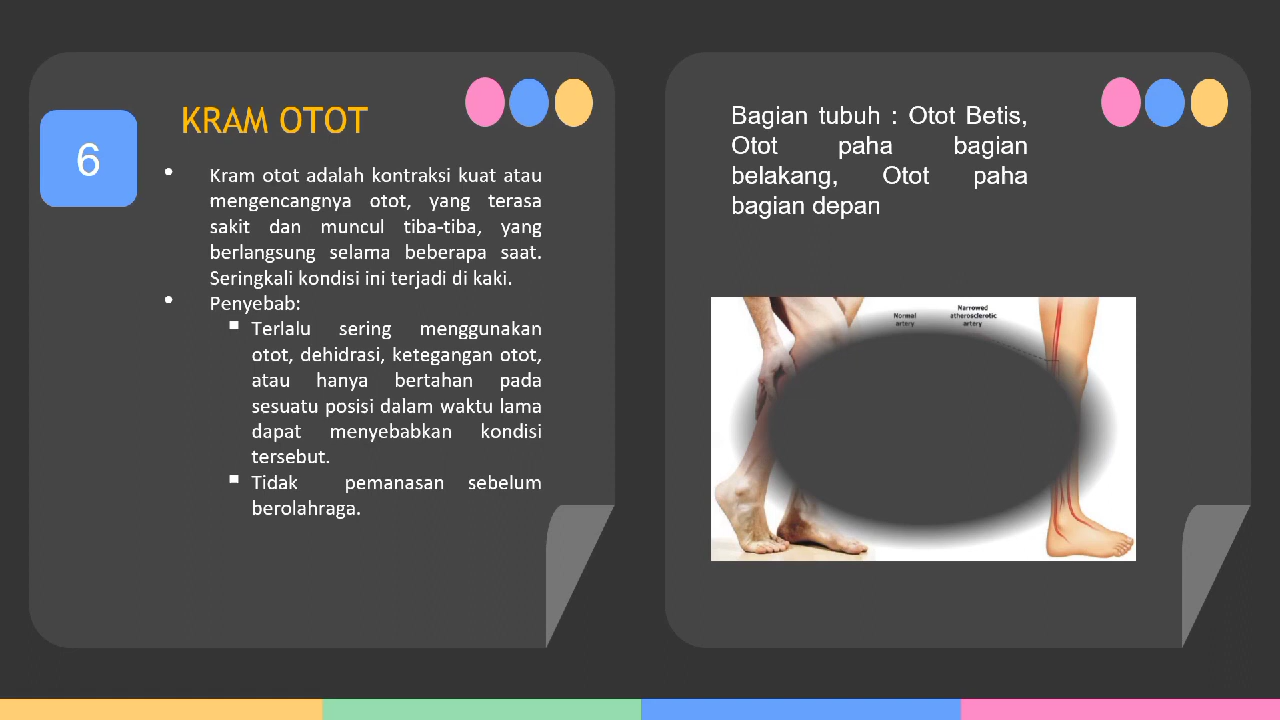 6
KRAM OTOT
• Kram otot adalah kontraksi kuat atau
mengencangnya otot, yang terasa
sakit dan muncul tiba-tiba, yang
berlangsung selama beberapa saat.
Seringkali kondisi ini terjadi di kaki.
• Penyebab:
▪ Terlalu sering menggunakan
otot, dehidrasi, ketegangan otot,
atau hanya bertahan pada
sesuatu posisi dalam waktu lama
dapat menyebabkan kondisi
tersebut.
▪ Tidak pemanasan sebelum
berolahraga.
Bagian tubuh : Otot Betis,
Otot paha bagian
belakang, Otot paha
bagian depan
Normal
artery
Narrowed
atherosclerotic
artery